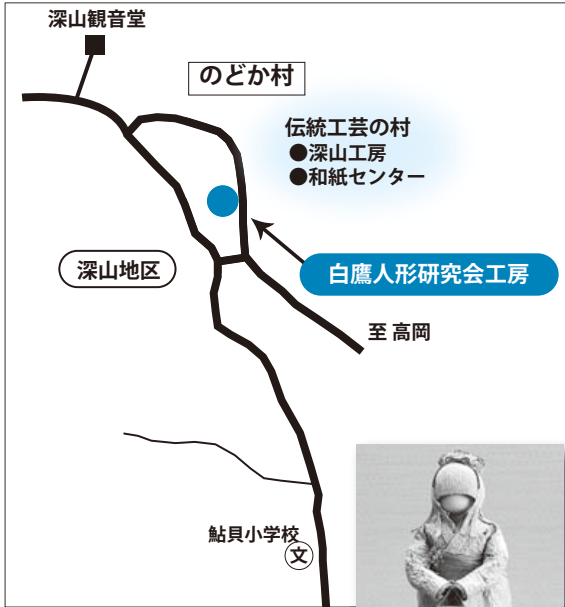 深山観音堂
のどか村
伝統工芸の村
●深山工房
●和紙センター
深山地区
白鷹人形研究会工房
至 高岡
鮎貝小学校
文